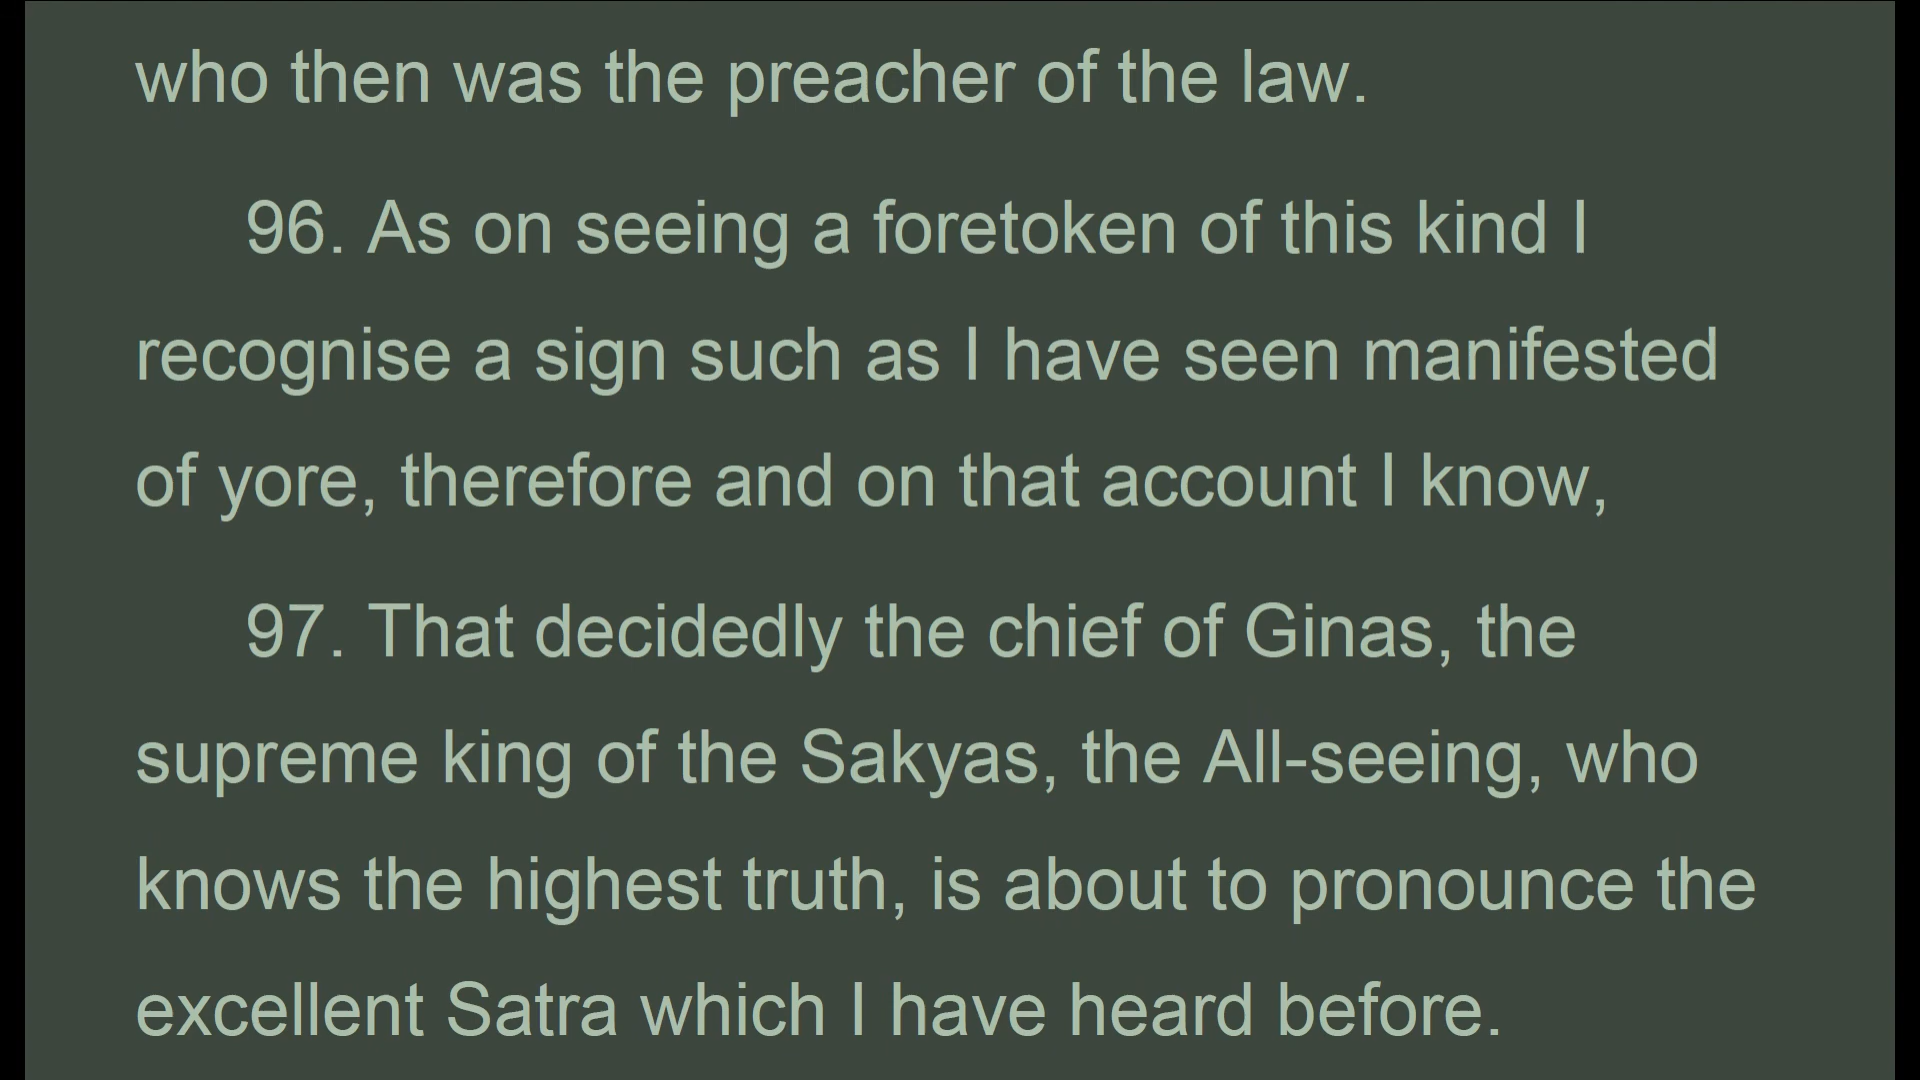 who then was the preacher of the law.
96. As on seeing a foretoken of this kind I
recognise a sign such as I have seen manifested
of yore, therefore and on that account I know,
97. That decidedly the chief of Ginas, the
supreme king of the Sakyas, the All-seeing, who
knows the highest truth, is about to pronounce the
excellent Satra which I have heard before.